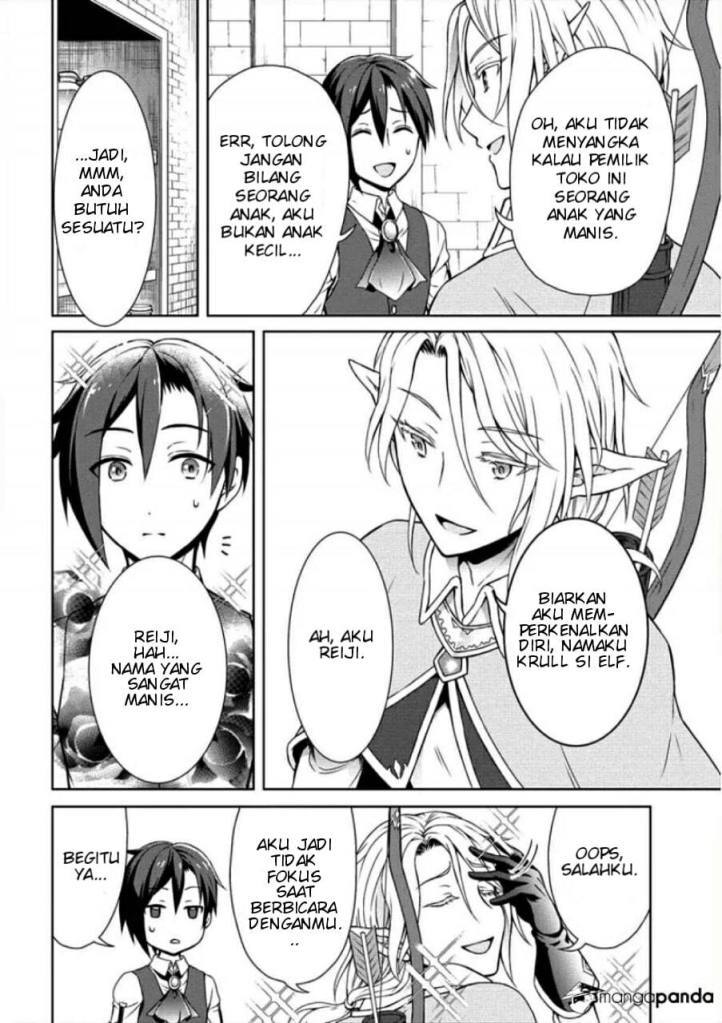 OH, AKU TIDAK
MENYANGKA
KALAU PEMILIK
TOKO INI
SEORANG
ANAK YANG
MANIS.
ERR, TOLONG
JANGAN
BILANG
SEORANG
ANAK, AKU
BUKAN ANAK
KECIL...
...JADI,
MMM,
ANDA
BUTUH
SESUATU?
BIARKAN
AKU MEM-
PERKENALKAN
DIRI, NAMAKU
KRULL SI ELF.
AH, AKU
REIJI.
REIJI,
HAH...
NAMA YANG
SANGAT
MANIS...
OOPS,
SALAHKU.
AKU JADI
TIDAK
FOKUS
SAAT
BERBICARA
DENGANMU.
. .
BEGITU
YA...
mangapanda